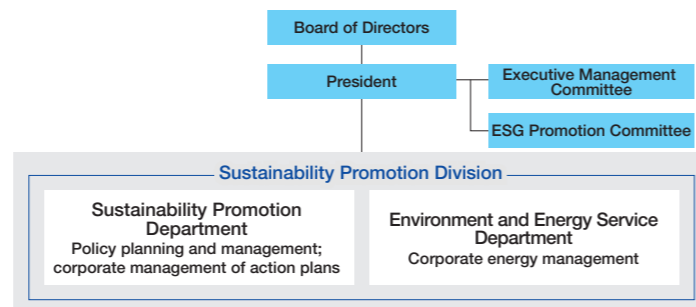 Board of Directors
President
Executive Management
Committee
ESG Promotion Committee
Sustainability Promotion Division
Sustainability Promotion
Department
Policy planning and management;
corporate management of action plans
Environment and Energy Service
Department
Corporate energy management